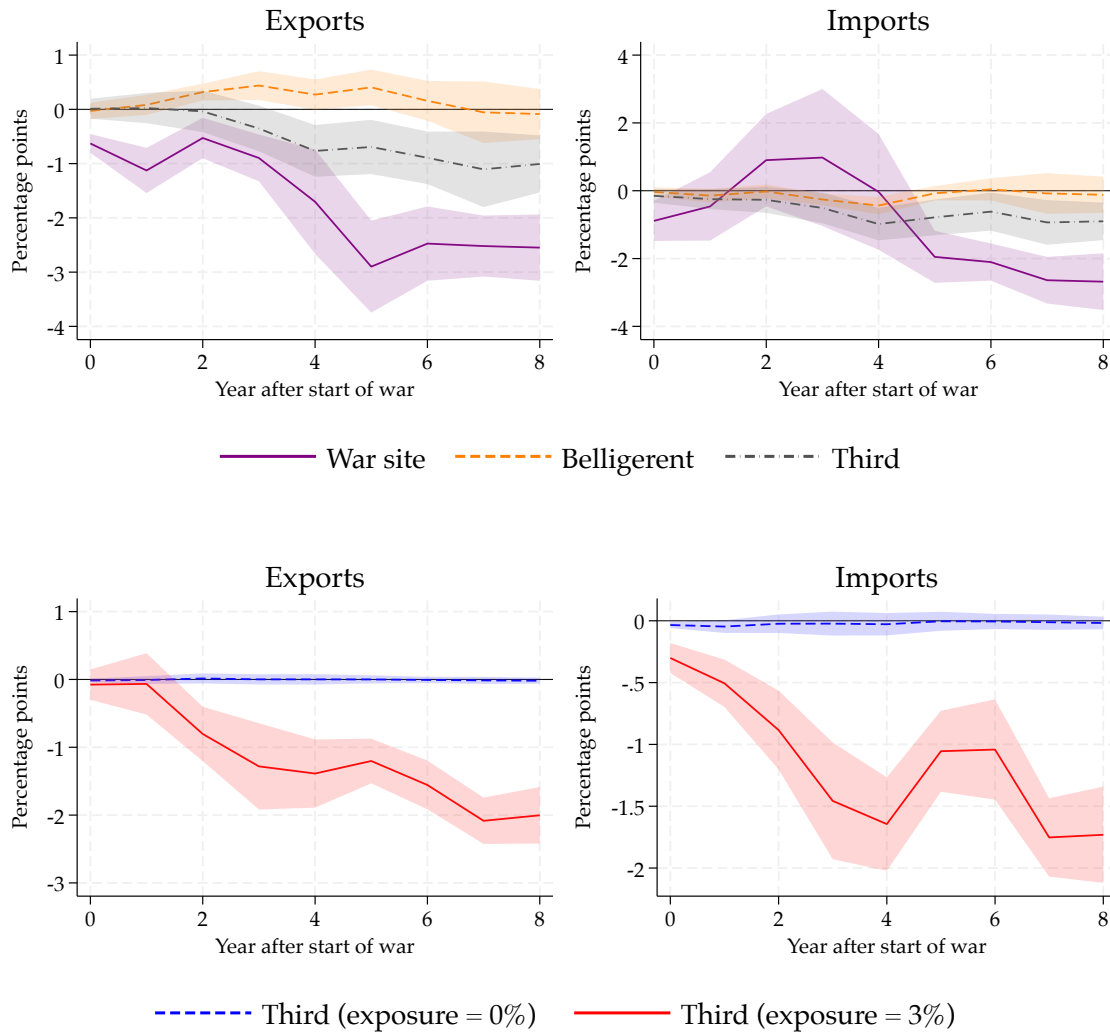 Exports
Imports
Percentage points
1
0
-1
-2
-3
-4
0 2 4 6 8
Year after start of war
Percentage points
4
2
0
-2
-4
0 2 4 6 8
Year after start of war
War site Belligerent Third
Exports
Imports
Percentage points
1
0
-1
-2
-3
0 2 4 6 8
Year after start of war
Percentage points
0
-.5
-1
-1.5
-2
0 2 4 6 8
Year after start of war
Third (exposure = 0%) Third (exposure = 3%)